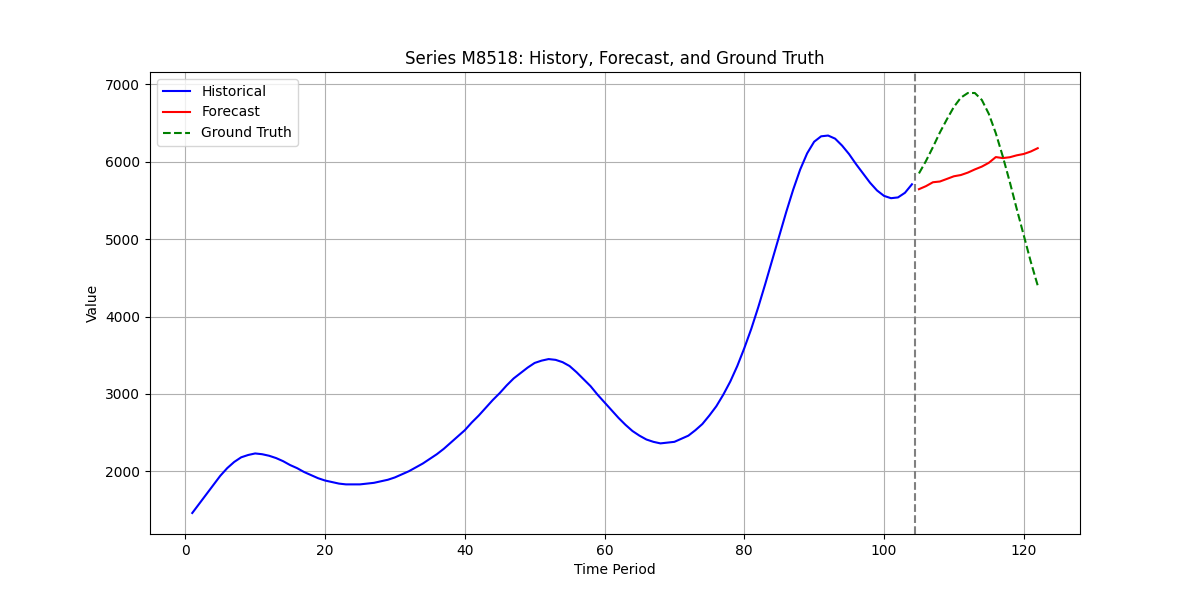 Series M8518: History, Forecast, and Ground Truth
Historical
Forecast
Ground Truth
7000
6000
5000
4000
3000
2000
Value
0 20 40 60 80 100 120
Time Period